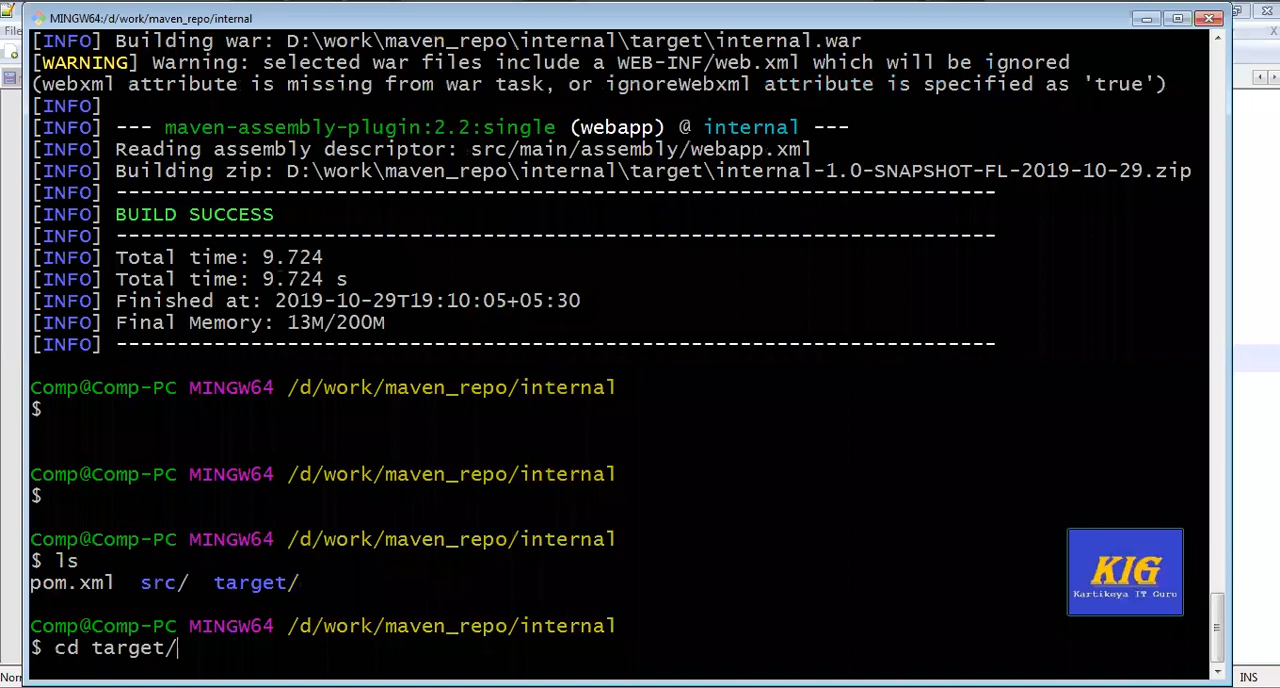 MINGW64:/d/work/maven_repo/internal
[INFO] Building war: D:\work\maven_repo\internal\target\internal.war
[WARNING] Warning: selected war files include a WEB-INF/web.xml which will be ignored
(webxml attribute is missing from war task, or ignoreWebxml attribute is specified as 'true')
[INFO]
[INFO] --- maven-assembly-plugin:2.2:single (webapp) @ internal ---
[INFO] Reading assembly descriptor: src/main/assembly/webapp.xml
[INFO] Building zip: D:\work\maven_repo\internal\target\internal-1.0-SNAPSHOT-FL-2019-10-29.zip
[INFO] ------------------------------------------------------------------------
[INFO] BUILD SUCCESS
[INFO] ------------------------------------------------------------------------
[INFO] Total time: 9.724
[INFO] Total time: 9.724 s
[INFO] Finished at: 2019-10-29T19:10:05+05:30
[INFO] Final Memory: 13M/200M
[INFO] ------------------------------------------------------------------------
Comp@Comp-PC MINGW64 /d/work/maven_repo/internal
$
Comp@Comp-PC MINGW64 /d/work/maven_repo/internal
$
Comp@Comp-PC MINGW64 /d/work/maven_repo/internal
$ ls
pom.xml src/ target/
Comp@Comp-PC MINGW64 /d/work/maven_repo/internal
$ cd target/
KIG
Kartikeya IT Guru
File
INS